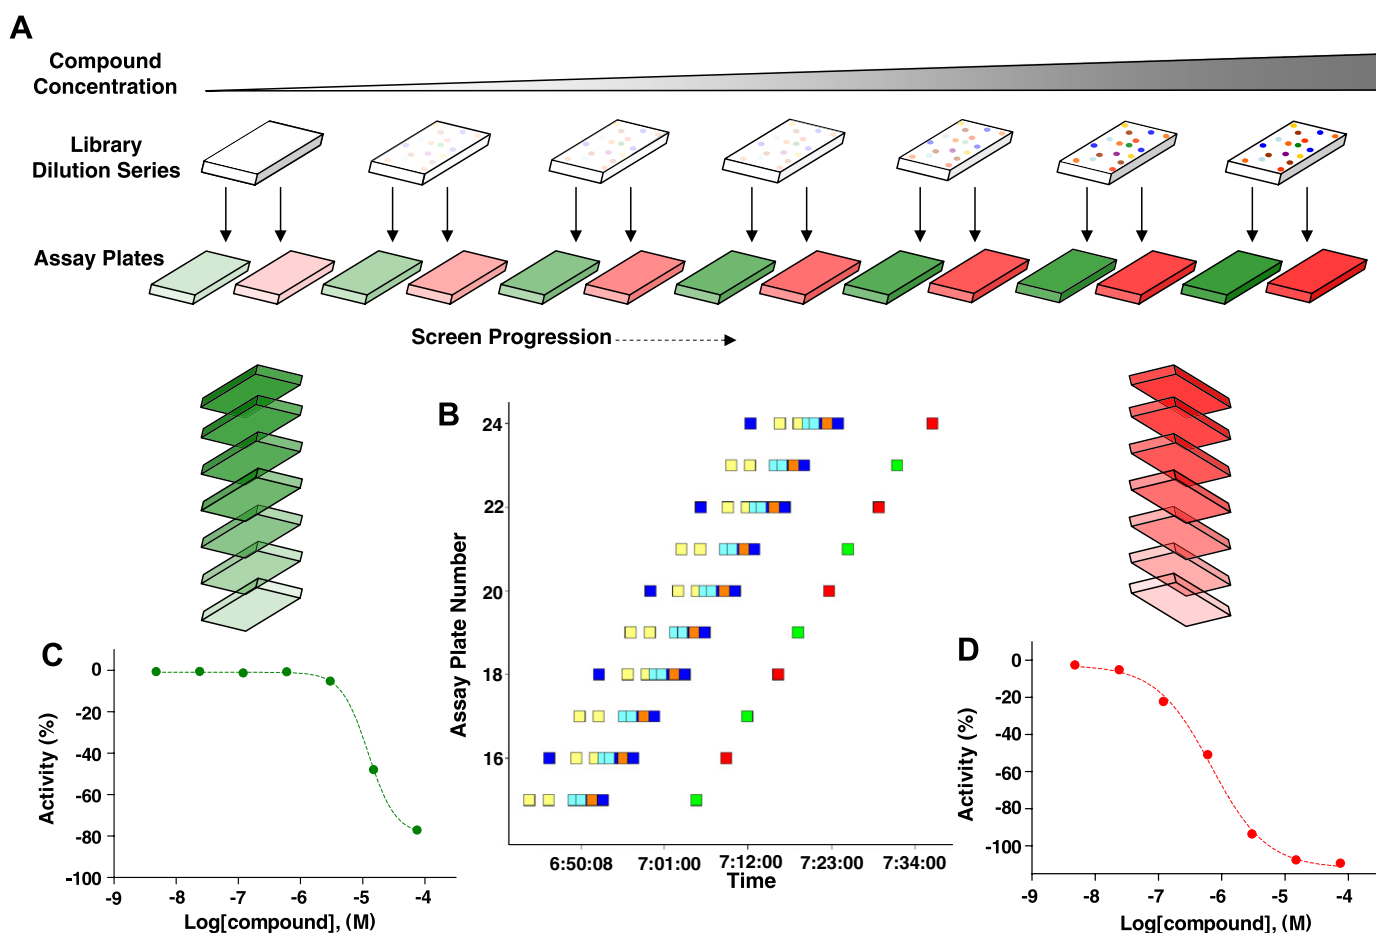 A
Compound
Concentration
Library
Dilution Series
Assay Plates
Screen Progression
B
Assay Plate Number
24
22
20
18
16
6:50:08 7:01:00 7:12:00 7:23:00 7:34:00
Time
C
Activity (%)
0
-20
-40
-60
-80
-100
-9 -8 -7 -6 -5 -4
Log[compound], (M)
D
Activity (%)
0
-20
-40
-60
-80
-100
-9 -8 -7 -6 -5 -4
Log[compound], (M)